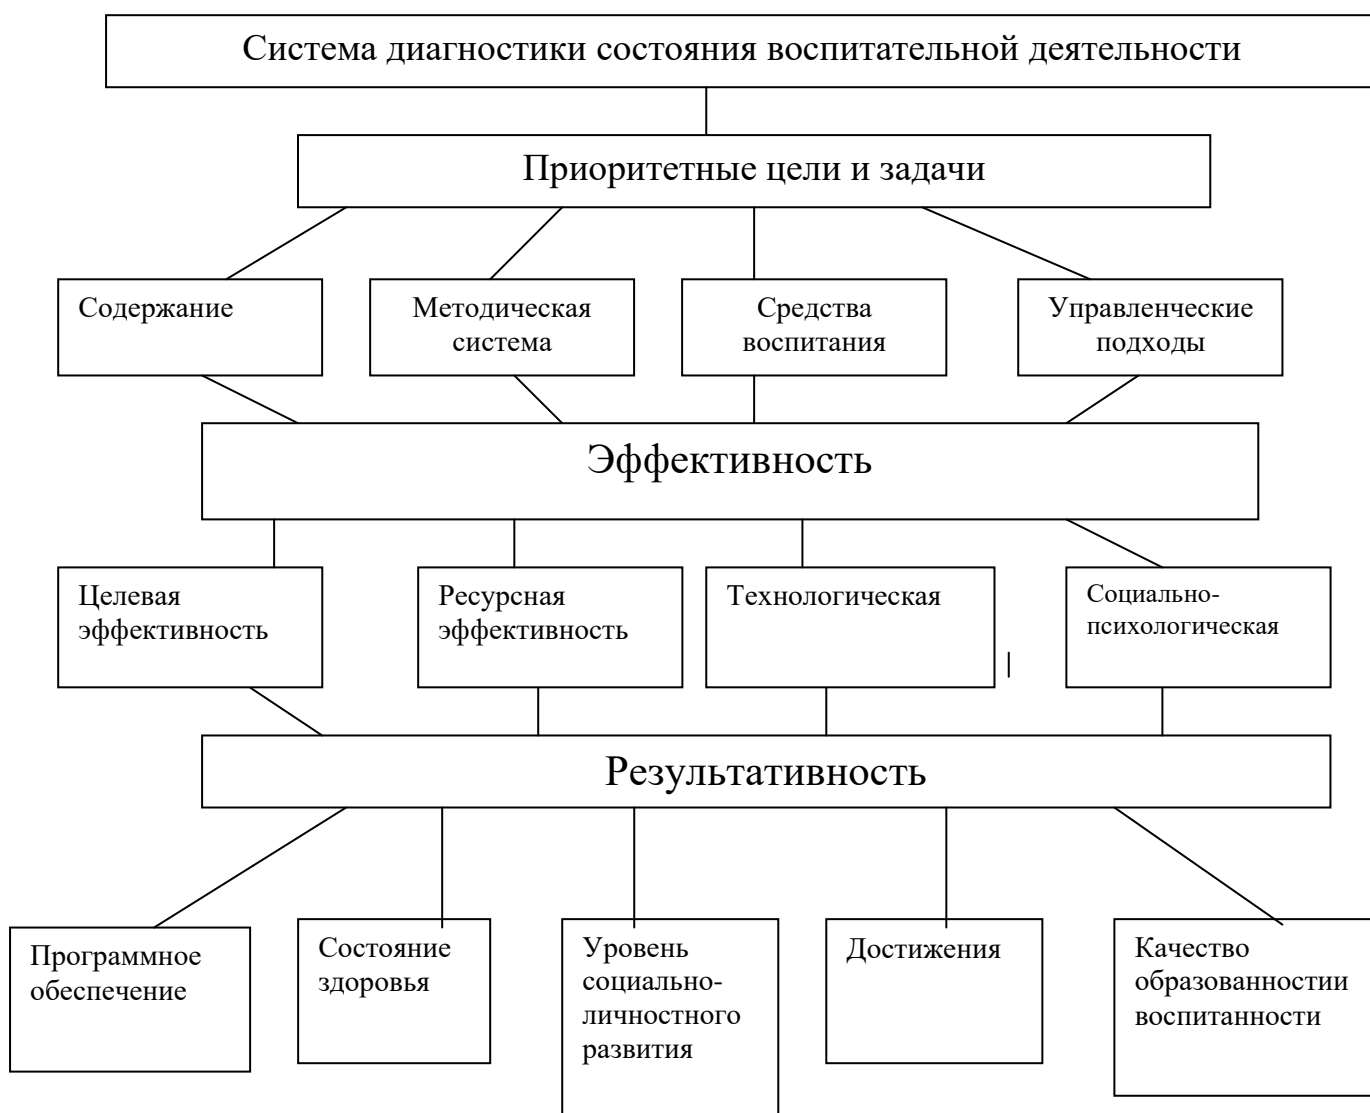 Система диагностики состояния воспитательной деятельности
Приоритетные цели и задачи
Содержание
Методическая
система
Средства
воспитания
Управленческие
подходы
Эффективность
Целевая
эффективность
Ресурсная
эффективность
Технологическая
Социально-
психологическая
Результативность
Программное
обеспечение
Состояние
здоровья
Уровень
социально-
личностного
развития
Достижения
Качество
образованностии
воспитанности